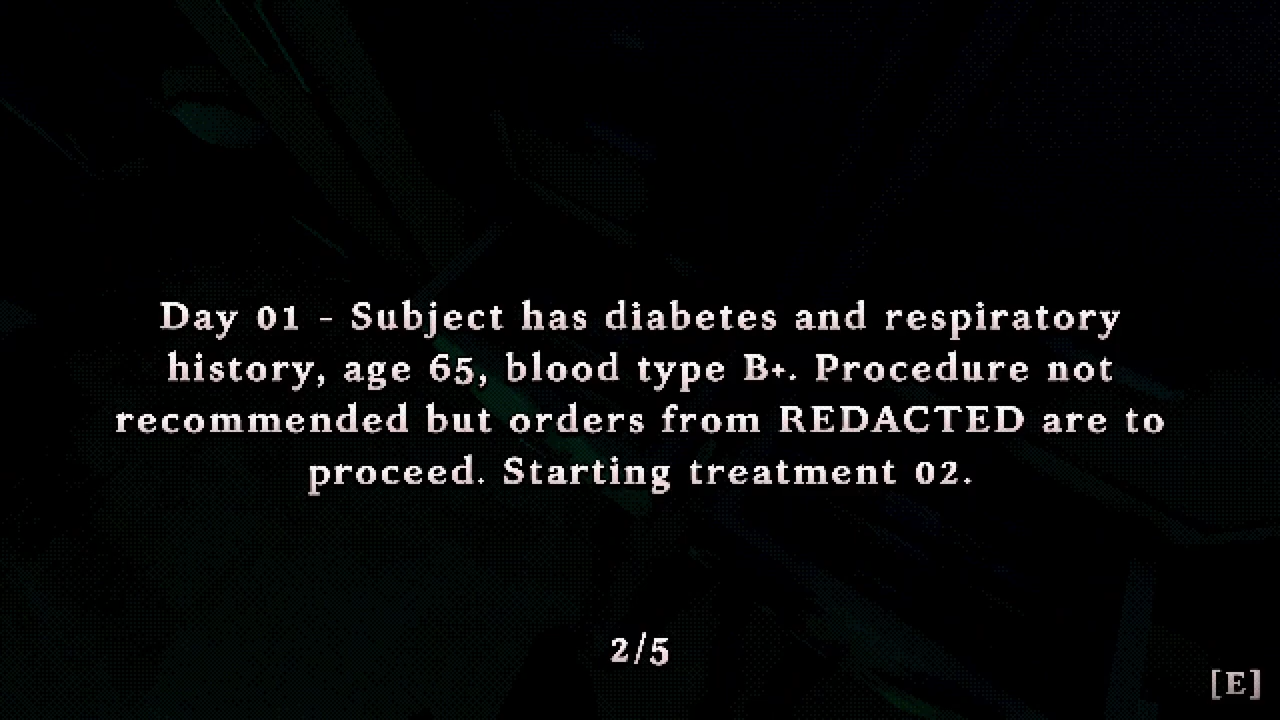 Day 01 - Subject has diabetes and respiratory
history, age 65, blood type B+. Procedure not
recommended but orders from REDACTED are to
proceed. Starting treatment 02.
2/5
[E]